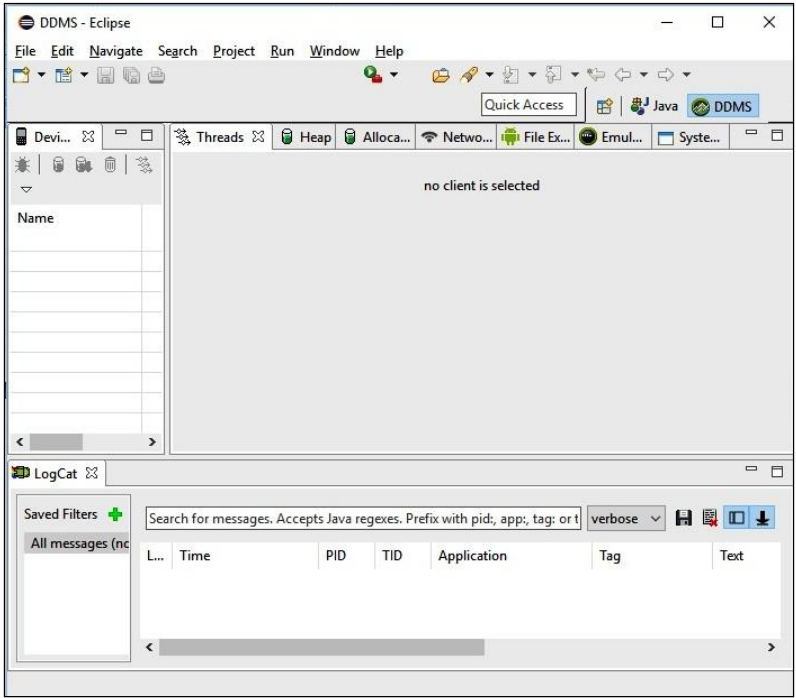 DDMS - Eclipse
File Edit Navigate Search Project Run Window Help
Quick Access
Java
DDMS
Devi...
Threads
Heap
Alloca...
Netwo...
File Ex...
Emul...
Syste...
no client is selected
Name
LogCat
Saved Filters
Search for messages. Accepts Java regexes. Prefix with pid:, app:, tag: or t
verbose
All messages (nc
L... Time PID TID Application Tag Text